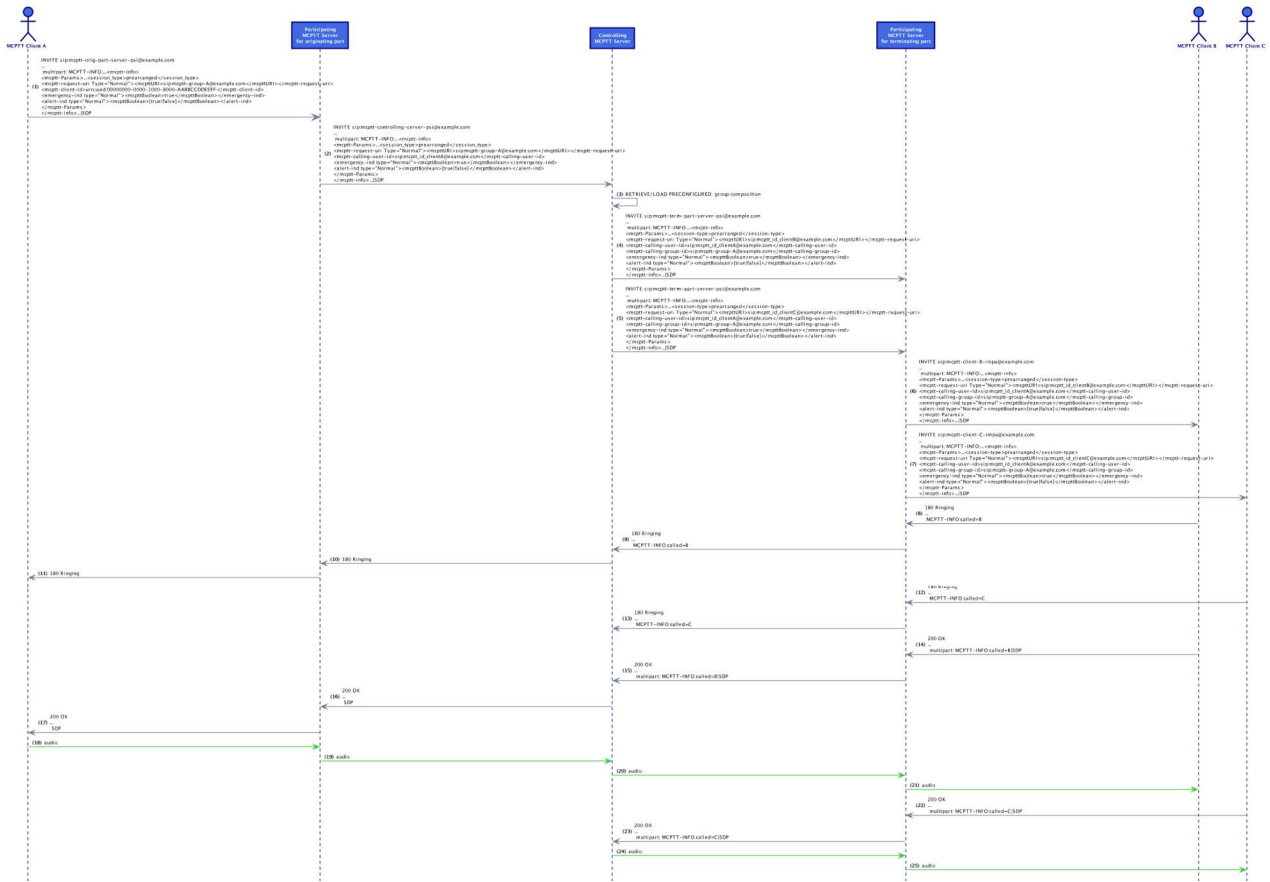 MCPTT Client A
Participating
MCPTT Server
for originating part
Controlling
MCPTT Server
Participating
MCPTT Server
for terminating part
MCPTT Client B
MCPTT Client C
INVITE sip:mcptt-orig-part-server-psi@example.com
...
multipart: MCPTT-INFO:...<mcptt-info>
<mcptt-Params>...<session_type>prearranged</session_type>
<mcptt-request-uri Type="Normal"><mcpttURI>sip:mcptt-group-A@example.com</mcpttURI></mcptt-request-uri>
(1) <mcptt-client-id>urn:uuid:00000000-0000-1000-8000-AABBCCDDEEFF</mcptt-client-id>
<emergency-ind type="Normal"><mcpttBoolean>true</mcpttBoolean></emergency-ind>
<alert-ind type="Normal"><mcpttBoolean>[true|false]</mcpttBoolean></alert-ind>
</mcptt-Params>
</mcptt-info>...|SDP
INVITE sip:mcptt-controlling-server-psi@example.com
...
multipart: MCPTT-INFO:...<mcptt-info>
<mcptt-Params>...<session_type>prearranged</session_type>
(2) <mcptt-request-uri Type="Normal"><mcpttURI>sip:mcptt-group-A@example.com</mcpttURI></mcptt-request-uri>
<mcptt-calling-user-id>sip:mcptt_id_clientA@example.com</mcptt-calling-user-id>
<emergency-ind type="Normal"><mcpttBoolean>true</mcpttBoolean></emergency-ind>
<alert-ind type="Normal"><mcpttBoolean>[true|false]</mcpttBoolean></alert-ind>
</mcptt-Params>
</mcptt-info>...|SDP
(3) RETRIEVE/LOAD PRECONFIGURED (group composition
INVITE sip:mcptt-term-part-server-psi@example.com
...
multipart: MCPTT-INFO:...<mcptt-info>
<mcptt-Params>...<session-type>prearranged</session-type>
<mcptt-request-uri Type="Normal"><mcpttURI>sip:mcptt_id_clientB@example.com</mcpttURI></mcptt-request-uri>
(4) <mcptt-calling-user-id>sip:mcptt_id_clientA@example.com</mcptt-calling-user-id>
<mcptt-calling-group-id>sip:mcptt-group-A@example.com</mcptt-calling-group-id>
<emergency-ind type="Normal"><mcpttBoolean>true</mcpttBoolean></emergency-ind>
<alert-ind type="Normal"><mcpttBoolean>[true|false]</mcpttBoolean></alert-ind>
</mcptt-Params>
</mcptt-info>...|SDP
INVITE sip:mcptt-term-part-server-psi@example.com
...
multipart: MCPTT-INFO:...<mcptt-info>
<mcptt-Params>...<session-type>prearranged</session-type>
<mcptt-request-uri Type="Normal"><mcpttURI>sip:mcptt_id_clientC@example.com</mcpttURI></mcptt-request-uri>
(5) <mcptt-calling-user-id>sip:mcptt_id_clientA@example.com</mcptt-calling-user-id>
<mcptt-calling-group-id>sip:mcptt-group-A@example.com</mcptt-calling-group-id>
<emergency-ind type="Normal"><mcpttBoolean>true</mcpttBoolean></emergency-ind>
<alert-ind type="Normal"><mcpttBoolean>[true|false]</mcpttBoolean></alert-ind>
</mcptt-Params>
</mcptt-info>...|SDP
INVITE sip:mcptt-client-B-impu@example.com
...
multipart: MCPTT-INFO:...<mcptt-info>
<mcptt-Params>...<session-type>prearranged</session-type>
<mcptt-request-uri Type="Normal"><mcpttURI>sip:mcptt_id_clientB@example.com</mcpttURI></mcptt-request-uri>
(6) <mcptt-calling-user-id>sip:mcptt_id_clientA@example.com</mcptt-calling-user-id>
<mcptt-calling-group-id>sip:mcptt-group-A@example.com</mcptt-calling-group-id>
<emergency-ind type="Normal"><mcpttBoolean>true</mcpttBoolean></emergency-ind>
<alert-ind type="Normal"><mcpttBoolean>[true|false]</mcpttBoolean></alert-ind>
</mcptt-Params>
</mcptt-info>...|SDP
INVITE sip:mcptt-client-C-impu@example.com
...
multipart: MCPTT-INFO:...<mcptt-info>
<mcptt-Params>...<session-type>prearranged</session-type>
<mcptt-request-uri Type="Normal"><mcpttURI>sip:mcptt_id_clientC@example.com</mcpttURI></mcptt-request-uri>
(7) <mcptt-calling-user-id>sip:mcptt_id_clientA@example.com</mcptt-calling-user-id>
<mcptt-calling-group-id>sip:mcptt-group-A@example.com</mcptt-calling-group-id>
<emergency-ind type="Normal"><mcpttBoolean>true</mcpttBoolean></emergency-ind>
<alert-ind type="Normal"><mcpttBoolean>[true|false]</mcpttBoolean></alert-ind>
</mcptt-Params>
</mcptt-info>...|SDP
180 Ringing
(8) ...
MCPTT-INFO:called=B
180 Ringing
(9) ...
MCPTT-INFO:called=B
(10) 180 Ringing
(11) 180 Ringing
180 Ringing
(12) ...
MCPTT-INFO:called=C
180 Ringing
(13) ...
MCPTT-INFO:called=C
200 OK
(14) ...
multipart: MCPTT-INFO:called=B|SDP
200 OK
(15) ...
multipart: MCPTT-INFO:called=B|SDP
200 OK
(16) ...
SDP
200 OK
(17) ...
SDP
(18) audio
(19) audio
(20) audio
(21) audio
200 OK
(22) ...
multipart: MCPTT-INFO:called=C|SDP
200 OK
(23) ...
multipart: MCPTT-INFO:called=C|SDP
(24) audio
(25) audio